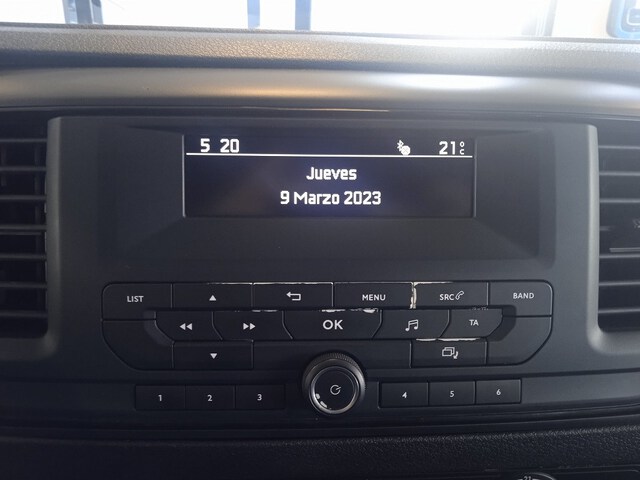 5 20 21°C
Jueves
9 Marzo 2023
LIST MENU SRC BAND
OK TA
1 2 3 4 5 6